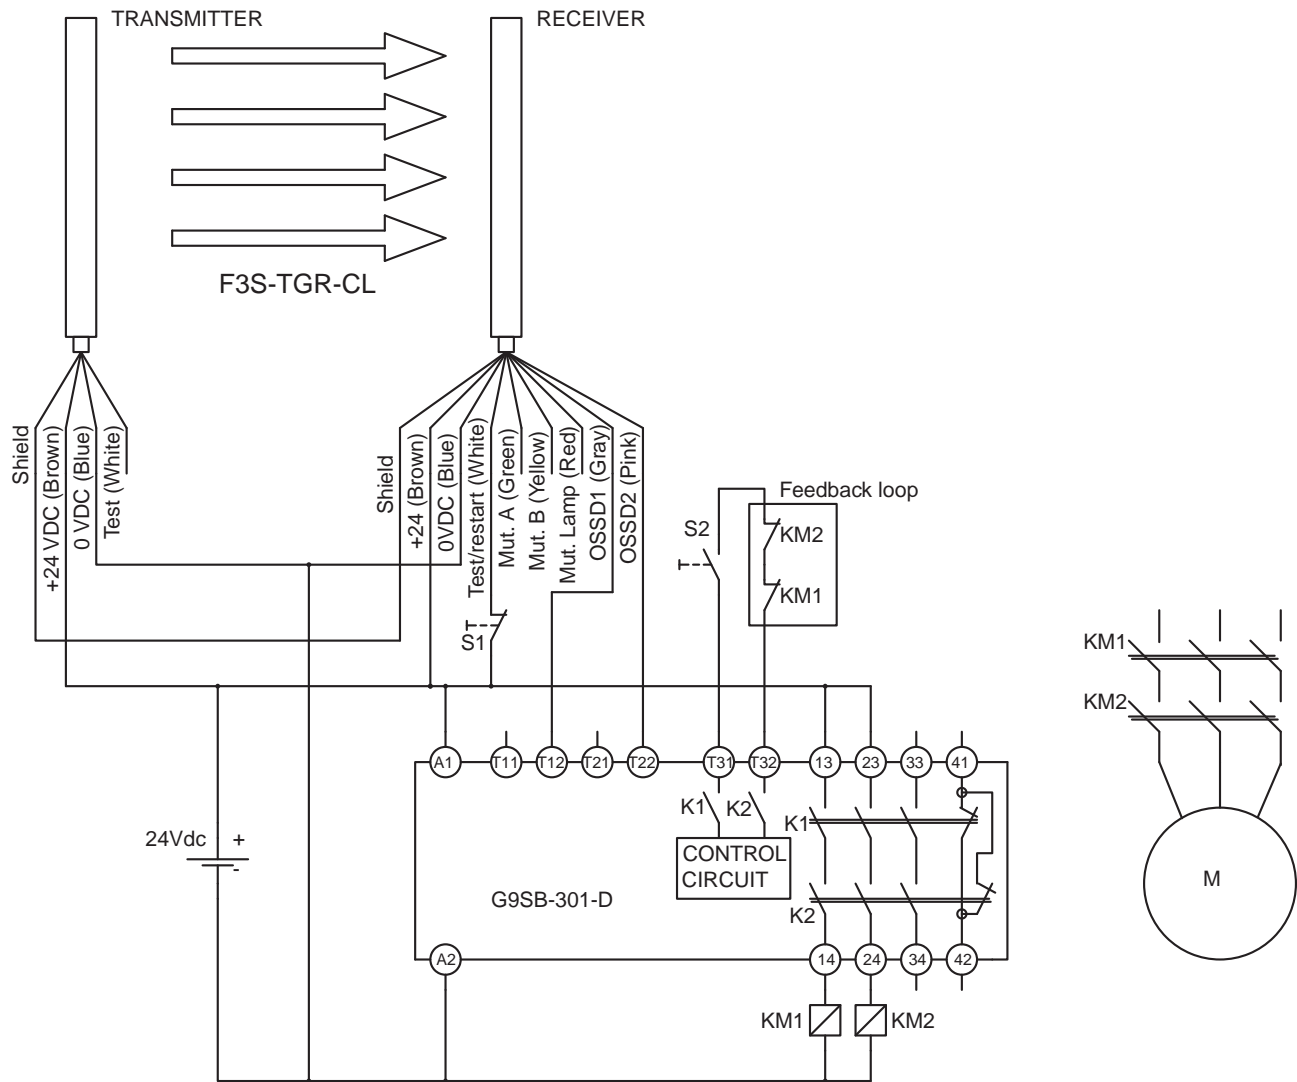 TRANSMITTER
RECEIVER
F3S-TGR-CL
Shield
+24 VDC (Brown)
0 VDC (Blue)
Test (White)
Shield
+24 (Brown)
0VDC (Blue)
Test/restart (White)
Mut. A (Green)
Mut. B (Yellow)
Mut. Lamp (Red)
OSSD1 (Gray)
OSSD2 (Pink)
Feedback loop
S2
KM2
KM1
S1
KM1
KM2
A1
T11
T12
T21
T22
T31
T32
13
23
33
41
K1
K2
K1
24Vdc
+
-
CONTROL
CIRCUIT
G9SB-301-D
K2
M
A2
14
24
34
42
KM1
KM2